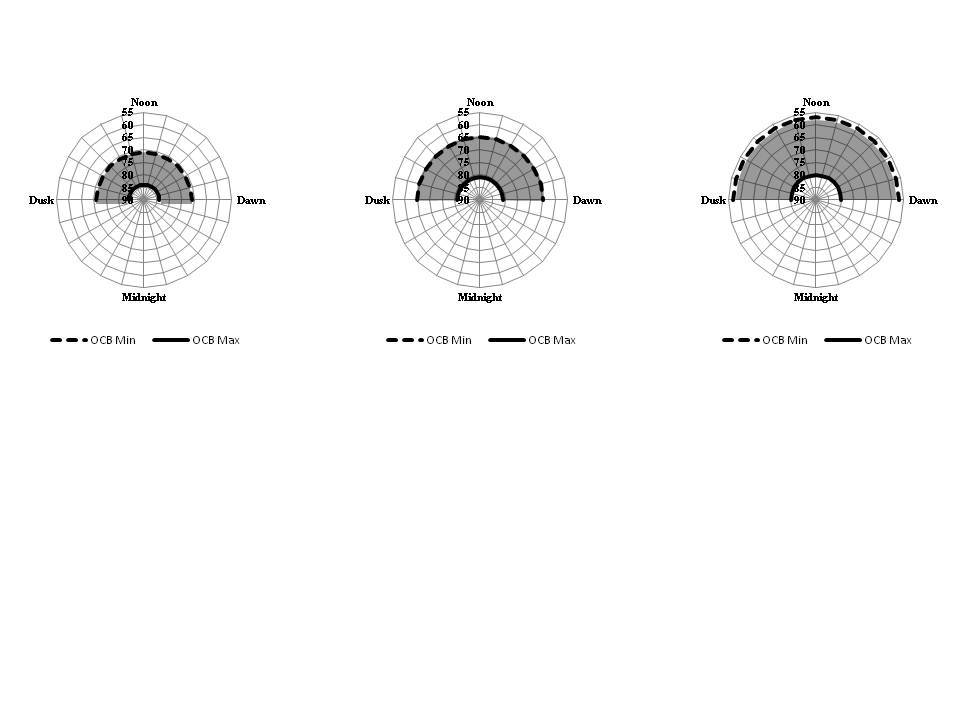 Noon
55
60
65
70
75
80
85
90
Dusk
Dawn
Midnight
OCB Min
OCB Max
Noon
55
60
65
70
75
80
85
90
Dusk
Dawn
Midnight
OCB Min
OCB Max
Noon
55
60
65
70
75
80
85
90
Dusk
Dawn
Midnight
OCB Min
OCB Max